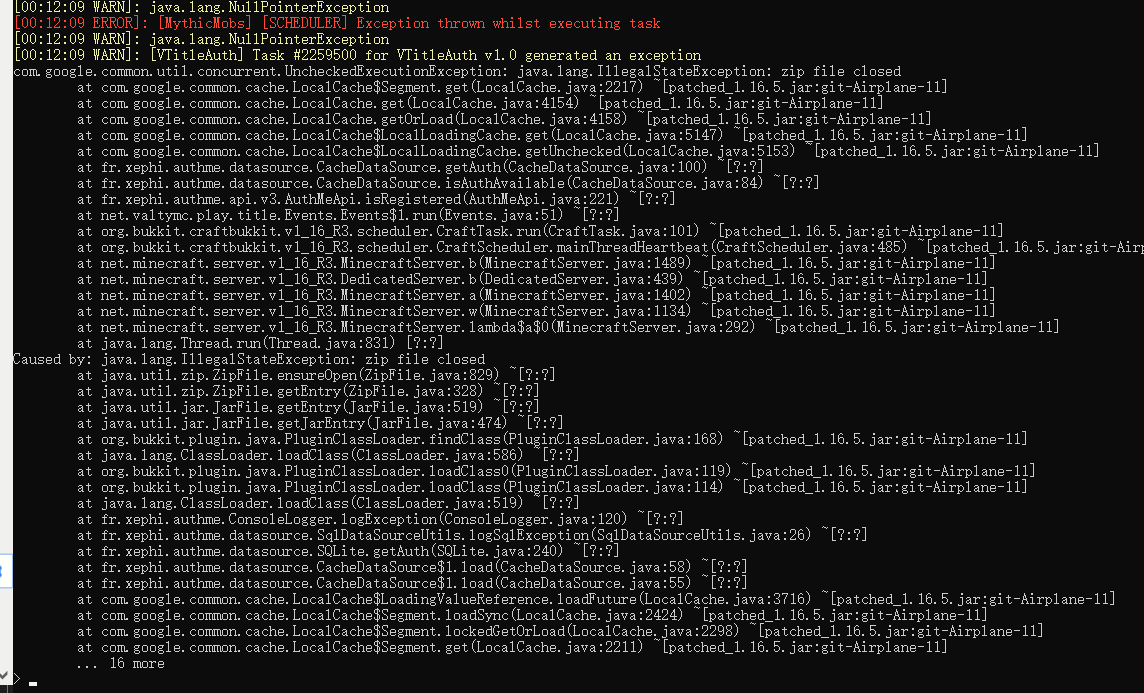 [00:12:09 WARN]: java.lang.NullPointerException
[00:12:09 ERROR]: [MythicMobs] [SCHEDULER] Exception thrown whilst executing task
[00:12:09 WARN]: java.lang.NullPointerException
[00:12:09 WARN]: [VTitleAuth] Task #2259500 for VTitleAuth v1.0 generated an exception
com.google.common.util.concurrent.UncheckedExecutionException: java.lang.IllegalStateException: zip file closed
at com.google.common.cache.LocalCache$Segment.get(LocalCache.java:2217) ~[patched_1.16.5.jar:git-Airplane-11]
at com.google.common.cache.LocalCache.get(LocalCache.java:4154) ~[patched_1.16.5.jar:git-Airplane-11]
at com.google.common.cache.LocalCache.getOrLoad(LocalCache.java:4158) ~[patched_1.16.5.jar:git-Airplane-11]
at com.google.common.cache.LocalCache$LocalLoadingCache.get(LocalCache.java:5147) ~[patched_1.16.5.jar:git-Airplane-11]
at com.google.common.cache.LocalCache$LocalLoadingCache.getUnchecked(LocalCache.java:5153) ~[patched_1.16.5.jar:git-Airplane-11]
at fr.xephi.authme.datasource.CacheDataSource.getAuth(CacheDataSource.java:100) ~[?:?]
at fr.xephi.authme.datasource.CacheDataSource.isAuthAvailable(CacheDataSource.java:84) ~[?:?]
at fr.xephi.authme.api.v3.AuthMeApi.isRegistered(AuthMeApi.java:221) ~[?:?]
at net.valtymc.play.title.Events.Events$1.run(Events.java:51) ~[?:?]
at org.bukkit.craftbukkit.v1_16_R3.scheduler.CraftTask.run(CraftTask.java:101) ~[patched_1.16.5.jar:git-Airplane-11]
at org.bukkit.craftbukkit.v1_16_R3.scheduler.CraftScheduler.mainThreadHeartbeat(CraftScheduler.java:485) ~[patched_1.16.5.jar:git-Airp
at net.minecraft.server.v1_16_R3.MinecraftServer.b(MinecraftServer.java:1489) ~[patched_1.16.5.jar:git-Airplane-11]
at net.minecraft.server.v1_16_R3.DedicatedServer.b(DedicatedServer.java:439) ~[patched_1.16.5.jar:git-Airplane-11]
at net.minecraft.server.v1_16_R3.MinecraftServer.a(MinecraftServer.java:1402) ~[patched_1.16.5.jar:git-Airplane-11]
at net.minecraft.server.v1_16_R3.MinecraftServer.w(MinecraftServer.java:1134) ~[patched_1.16.5.jar:git-Airplane-11]
at net.minecraft.server.v1_16_R3.MinecraftServer.lambda$a$0(MinecraftServer.java:292) ~[patched_1.16.5.jar:git-Airplane-11]
at java.lang.Thread.run(Thread.java:831) [?:?]
Caused by: java.lang.IllegalStateException: zip file closed
at java.util.zip.ZipFile.ensureOpen(ZipFile.java:829) ~[?:?]
at java.util.zip.ZipFile.getEntry(ZipFile.java:328) ~[?:?]
at java.util.jar.JarFile.getEntry(JarFile.java:519) ~[?:?]
at java.util.jar.JarFile.getJarEntry(JarFile.java:474) ~[?:?]
at org.bukkit.plugin.java.PluginClassLoader.findClass(PluginClassLoader.java:168) ~[patched_1.16.5.jar:git-Airplane-11]
at java.lang.ClassLoader.loadClass(ClassLoader.java:586) ~[?:?]
at org.bukkit.plugin.java.PluginClassLoader.loadClass0(PluginClassLoader.java:119) ~[patched_1.16.5.jar:git-Airplane-11]
at org.bukkit.plugin.java.PluginClassLoader.loadClass(PluginClassLoader.java:114) ~[patched_1.16.5.jar:git-Airplane-11]
at java.lang.ClassLoader.loadClass(ClassLoader.java:519) ~[?:?]
at fr.xephi.authme.ConsoleLogger.logException(ConsoleLogger.java:120) ~[?:?]
at fr.xephi.authme.datasource.SqlDataSourceUtils.logSqlException(SqlDataSourceUtils.java:26) ~[?:?]
at fr.xephi.authme.datasource.SQLite.getAuth(SQLite.java:240) ~[?:?]
at fr.xephi.authme.datasource.CacheDataSource$1.load(CacheDataSource.java:58) ~[?:?]
at fr.xephi.authme.datasource.CacheDataSource$1.load(CacheDataSource.java:55) ~[?:?]
at com.google.common.cache.LocalCache$LoadingValueReference.loadFuture(LocalCache.java:3716) ~[patched_1.16.5.jar:git-Airplane-11]
at com.google.common.cache.LocalCache$Segment.loadSync(LocalCache.java:2424) ~[patched_1.16.5.jar:git-Airplane-11]
at com.google.common.cache.LocalCache$Segment.lockedGetOrLoad(LocalCache.java:2298) ~[patched_1.16.5.jar:git-Airplane-11]
at com.google.common.cache.LocalCache$Segment.get(LocalCache.java:2211) ~[patched_1.16.5.jar:git-Airplane-11]
... 16 more
>